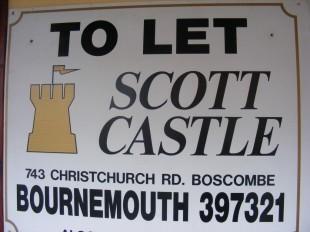 TO LET
SCOTT
CASTLE
743 CHRISTCHURCH RD. BOSCOMBE
BOURNEMOUTH 397321